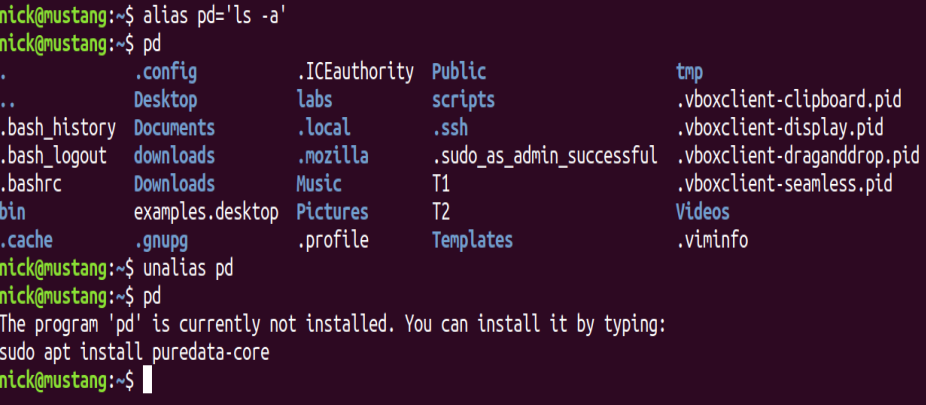 nick@mustang:~$ alias pd='ls -a'
nick@mustang:~$ pd
. .config .ICEauthority Public tmp
.. Desktop labs scripts .vboxclient-clipboard.pid
.bash_history Documents .local .ssh .vboxclient-display.pid
.bash_logout downloads .mozilla .sudo_as_admin_successful .vboxclient-draganddrop.pid
.bashrc Downloads Music T1 .vboxclient-seamless.pid
bin examples.desktop Pictures T2 Videos
.cache .gnupg .profile Templates .viminfo
nick@mustang:~$ unalias pd
nick@mustang:~$ pd
The program 'pd' is currently not installed. You can install it by typing:
sudo apt install puredata-core
nick@mustang:~$